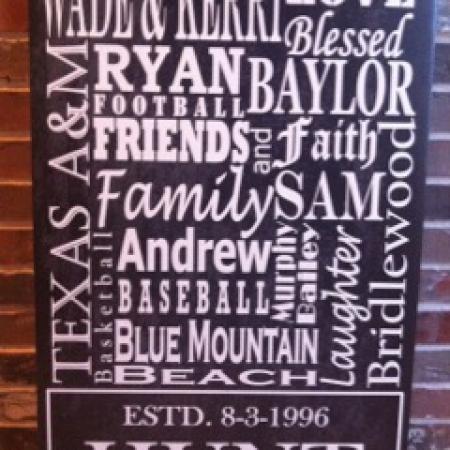 WADE & KERRI
LOVE
Blessed
RYAN
BAYLOR
FOOTBALL
TEXAS A&M
FRIENDS
and
Faith
Family
SAM
Bridlewood
Basketball
Andrew
Murphy
Bailey
Laughter
BASEBALL
BLUE MOUNTAIN
BEACH
ESTD. 8-3-1996
HUNT